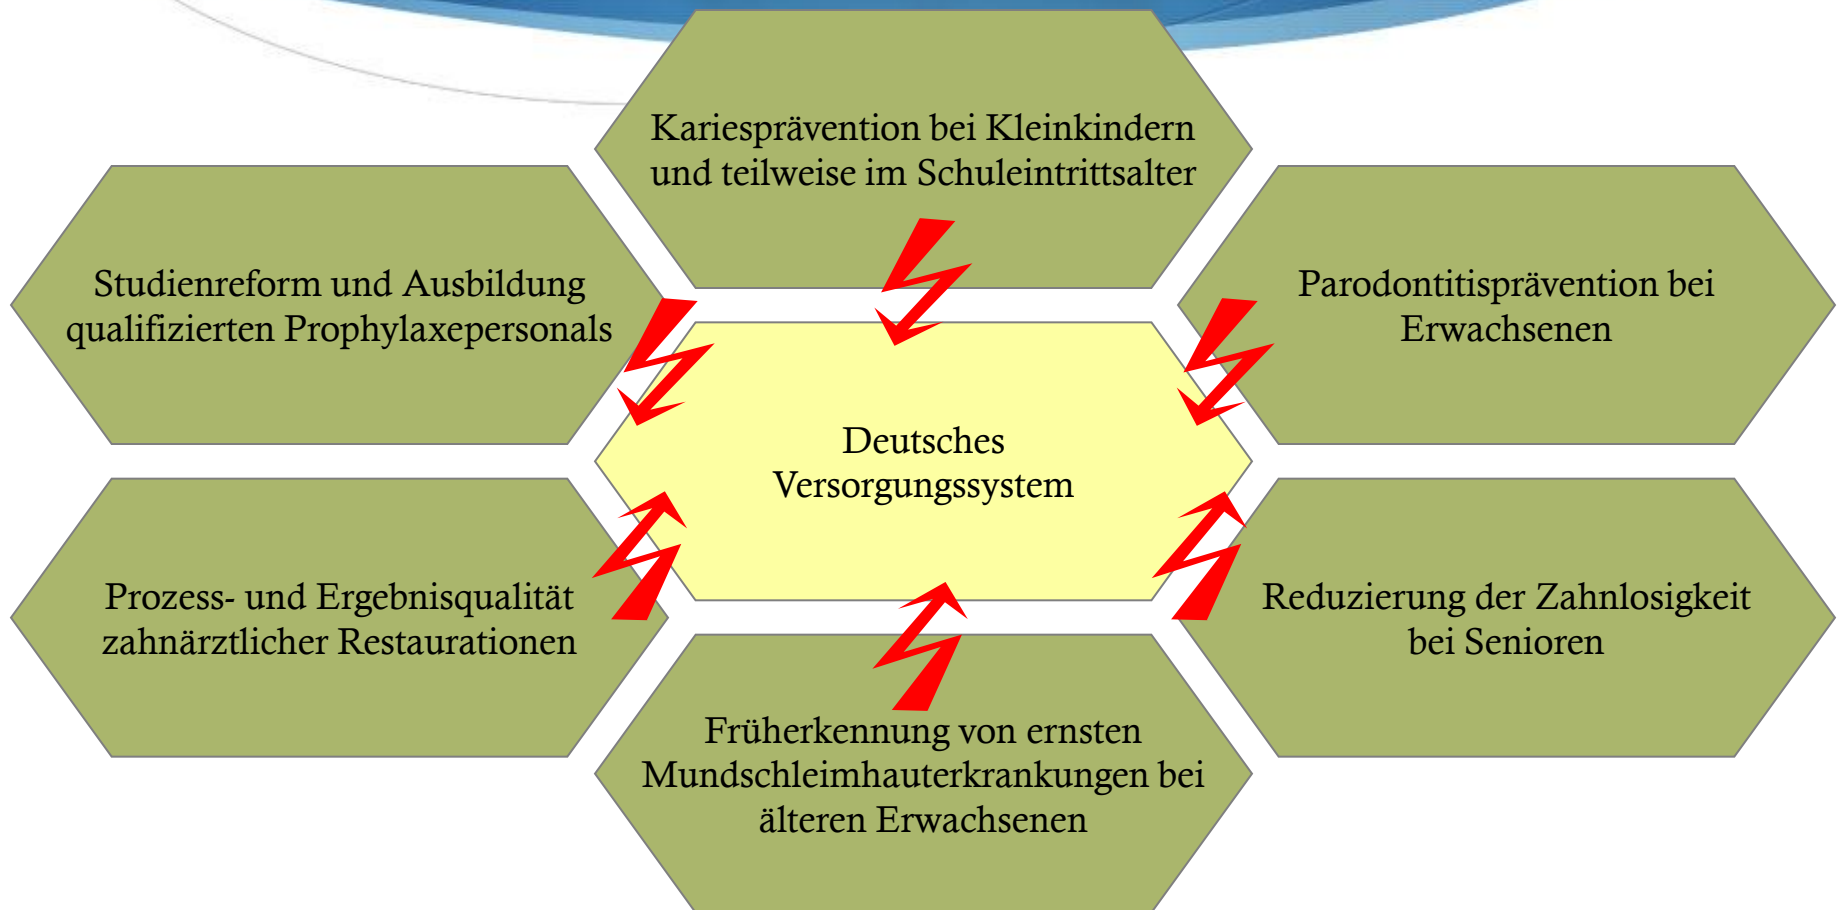 Kariesprävention bei Kleinkindern
und teilweise im Schuleintrittsalter
Studienreform und Ausbildung
qualifizierten Prophylaxepersonals
Parodontitisprävention bei
Erwachsenen
Deutsches
Versorgungssystem
Prozess- und Ergebnisqualität
zahnärztlicher Restaurationen
Reduzierung der Zahnlosigkeit
bei Senioren
Früherkennung von ernsten
Mundschleimhauterkrankungen bei
älteren Erwachsenen